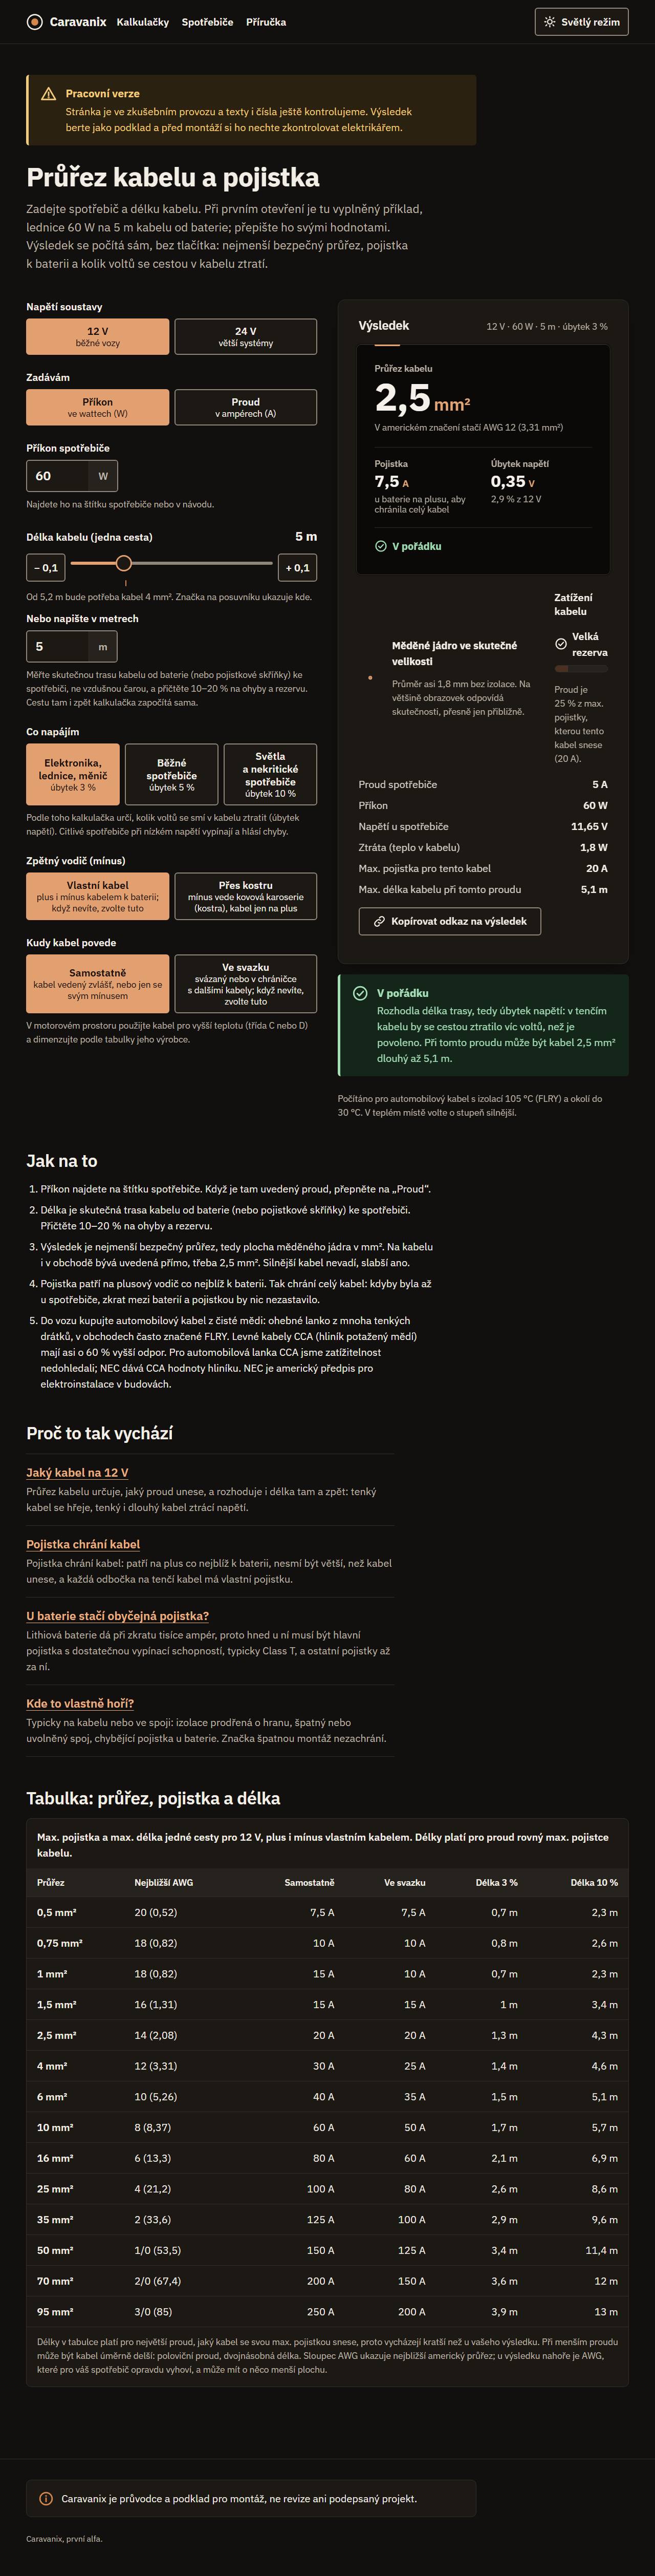 Caravanix Kalkulačky Spotřebiče Příručka Světlý režim
Pracovní verze
Stránka je ve zkušebním provozu a texty i čísla ještě kontrolujeme. Výsledek
berte jako podklad a před montáží si ho nechte zkontrolovat elektrikářem.
Průřez kabelu a pojistka
Zadejte spotřebič a délku kabelu. Při prvním otevření je tu vyplněný příklad,
lednice 60 W na 5 m kabelu od baterie; přepište ho svými hodnotami.
Výsledek se počítá sám, bez tlačítka: nejmenší bezpečný průřez, pojistka
k baterii a kolik voltů se cestou v kabelu ztratí.
Napětí soustavy
12 V
běžné vozy
24 V
větší systémy
Zadávám
Příkon
ve wattech (W)
Proud
v ampérech (A)
Příkon spotřebiče
60 W
Najdete ho na štítku spotřebiče nebo v návodu.
Délka kabelu (jedna cesta) 5 m
− 0,1
+ 0,1
Od 5,2 m bude potřeba kabel 4 mm². Značka na posuvníku ukazuje kde.
Nebo napište v metrech
5 m
Měřte skutečnou trasu kabelu od baterie (nebo pojistkové skříňky) ke
spotřebiči, ne vzdušnou čarou, a přičtěte 10–20 % na ohyby a rezervu.
Cestu tam i zpět kalkulačka započítá sama.
Co napájím
Elektronika,
lednice, měnič
úbytek 3 %
Běžné
spotřebiče
úbytek 5 %
Světla
a nekritické
spotřebiče
úbytek 10 %
Podle toho kalkulačka určí, kolik voltů se smí v kabelu ztratit (úbytek
napětí). Citlivé spotřebiče při nízkém napětí vypínají a hlásí chyby.
Zpětný vodič (mínus)
Vlastní kabel
plus i mínus kabelem k baterii;
když nevíte, zvolte tuto
Přes kostru
mínus vede kovová karoserie
(kostra), kabel jen na plus
Kudy kabel povede
Samostatně
kabel vedený zvlášť, nebo jen se
svým mínusem
Ve svazku
svázaný nebo v chráničce
s dalšími kabely; když nevíte,
zvolte tuto
V motorovém prostoru použijte kabel pro vyšší teplotu (třída C nebo D)
a dimenzujte podle tabulky jeho výrobce.
Výsledek 12 V · 60 W · 5 m · úbytek 3 %
Průřez kabelu
2,5 mm²
V americkém značení stačí AWG 12 (3,31 mm²)
Pojistka
7,5 A
u baterie na plusu, aby
chránila celý kabel
Úbytek napětí
0,35 V
2,9 % z 12 V
V pořádku
Měděné jádro ve skutečné
velikosti
Průměr asi 1,8 mm bez izolace. Na
většině obrazovek odpovídá
skutečnosti, přesně jen přibližně.
Zatížení
kabelu
Velká
rezerva
Proud je
25 % z max.
pojistky,
kterou tento
kabel snese
(20 A).
Proud spotřebiče 5 A
Příkon 60 W
Napětí u spotřebiče 11,65 V
Ztráta (teplo v kabelu) 1,8 W
Max. pojistka pro tento kabel 20 A
Max. délka kabelu při tomto proudu 5,1 m
Kopírovat odkaz na výsledek
V pořádku
Rozhodla délka trasy, tedy úbytek napětí: v tenčím
kabelu by se cestou ztratilo víc voltů, než je
povoleno. Při tomto proudu může být kabel 2,5 mm²
dlouhý až 5,1 m.
Počítáno pro automobilový kabel s izolací 105 °C (FLRY) a okolí do
30 °C. V teplém místě volte o stupeň silnější.
Jak na to
1. Příkon najdete na štítku spotřebiče. Když je tam uvedený proud, přepněte na „Proud“.
2. Délka je skutečná trasa kabelu od baterie (nebo pojistkové skříňky) ke spotřebiči.
Přičtěte 10–20 % na ohyby a rezervu.
3. Výsledek je nejmenší bezpečný průřez, tedy plocha měděného jádra v mm². Na kabelu
i v obchodě bývá uvedená přímo, třeba 2,5 mm². Silnější kabel nevadí, slabší ano.
4. Pojistka patří na plusový vodič co nejblíž k baterii. Tak chrání celý kabel: kdyby byla až
u spotřebiče, zkrat mezi baterií a pojistkou by nic nezastavilo.
5. Do vozu kupujte automobilový kabel z čisté mědi: ohebné lanko z mnoha tenkých
drátků, v obchodech často značené FLRY. Levné kabely CCA (hliník potažený mědí)
mají asi o 60 % vyšší odpor. Pro automobilová lanka CCA jsme zatížitelnost
nedohledali; NEC dává CCA hodnoty hliníku. NEC je americký předpis pro
elektroinstalace v budovách.
Proč to tak vychází
Jaký kabel na 12 V
Průřez kabelu určuje, jaký proud unese, a rozhoduje i délka tam a zpět: tenký
kabel se hřeje, tenký i dlouhý kabel ztrácí napětí.
Pojistka chrání kabel
Pojistka chrání kabel: patří na plus co nejblíž k baterii, nesmí být větší, než kabel
unese, a každá odbočka na tenčí kabel má vlastní pojistku.
U baterie stačí obyčejná pojistka?
Lithiová baterie dá při zkratu tisíce ampér, proto hned u ní musí být hlavní
pojistka s dostatečnou vypínací schopností, typicky Class T, a ostatní pojistky až
za ní.
Kde to vlastně hoří?
Typicky na kabelu nebo ve spoji: izolace prodřená o hranu, špatný nebo
uvolněný spoj, chybějící pojistka u baterie. Značka špatnou montáž nezachrání.
Tabulka: průřez, pojistka a délka
Max. pojistka a max. délka jedné cesty pro 12 V, plus i mínus vlastním kabelem. Délky platí pro proud rovný max. pojistce
kabelu.
Průřez Nejbližší AWG Samostatně Ve svazku Délka 3 % Délka 10 %
0,5 mm² 20 (0,52) 7,5 A 7,5 A 0,7 m 2,3 m
0,75 mm² 18 (0,82) 10 A 10 A 0,8 m 2,6 m
1 mm² 18 (0,82) 15 A 10 A 0,7 m 2,3 m
1,5 mm² 16 (1,31) 15 A 15 A 1 m 3,4 m
2,5 mm² 14 (2,08) 20 A 20 A 1,3 m 4,3 m
4 mm² 12 (3,31) 30 A 25 A 1,4 m 4,6 m
6 mm² 10 (5,26) 40 A 35 A 1,5 m 5,1 m
10 mm² 8 (8,37) 60 A 50 A 1,7 m 5,7 m
16 mm² 6 (13,3) 80 A 60 A 2,1 m 6,9 m
25 mm² 4 (21,2) 100 A 80 A 2,6 m 8,6 m
35 mm² 2 (33,6) 125 A 100 A 2,9 m 9,6 m
50 mm² 1/0 (53,5) 150 A 125 A 3,4 m 11,4 m
70 mm² 2/0 (67,4) 200 A 150 A 3,6 m 12 m
95 mm² 3/0 (85) 250 A 200 A 3,9 m 13 m
Délky v tabulce platí pro největší proud, jaký kabel se svou max. pojistkou snese, proto vycházejí kratší než u vašeho výsledku. Při menším proudu
může být kabel úměrně delší: poloviční proud, dvojnásobná délka. Sloupec AWG ukazuje nejbližší americký průřez; u výsledku nahoře je AWG,
které pro váš spotřebič opravdu vyhoví, a může mít o něco menší plochu.
Caravanix je průvodce a podklad pro montáž, ne revize ani podepsaný projekt.
Caravanix, první alfa.